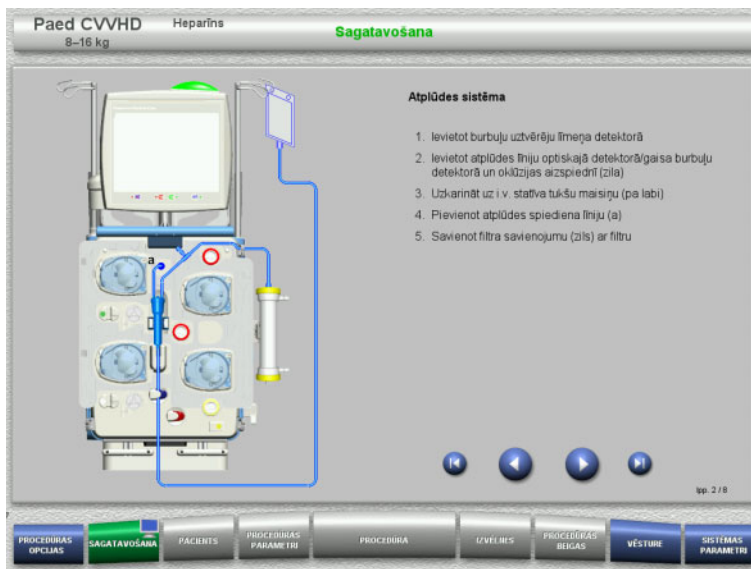 Paed CVVHD
Heparīns
8–16 kg
Sagatavošana
Atplūdes sistēma
1. Ievietot burbuļu uztvērēju līmeņa detektorā
2. Ievietot atplūdes līniju optiskajā detektorā/gaisa burbuļu
detektorā un oklūzijas aizspiednī (zila)
3. Uzkarināt uz i.v. statīva tukšu maisiņu (pa labi)
4. Pievienot atplūdes spiediena līniju (a)
5. Savienot filtra savienojumu (zils) ar filtru
a
lpp. 2 / 8
PROCEDŪRAS
OPCIJAS
SAGATAVOŠANA
PACIENTS
PROCEDŪRAS
PARAMETRI
PROCEDŪRA
IZVĒLNES
PROCEDŪRAS
BEIGAS
VĒSTURE
SISTĒMAS
PARAMETRI